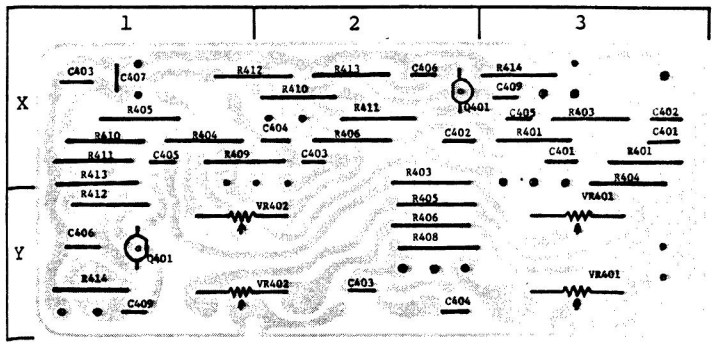 1 2 3
X
C403 C407 R412 R413 C406 R414
R410 Q401 C409
R405 R411 C405 R403 C402
R410 R404 C404 R406 C402 R401 C401
R411 C405 R409 C403 C401 R401
R413 R403 R404
R412 VR402 R405 VR401
R406
Y
C406 Q401 R408
R414 VR402 C403 VR401
C409 C404